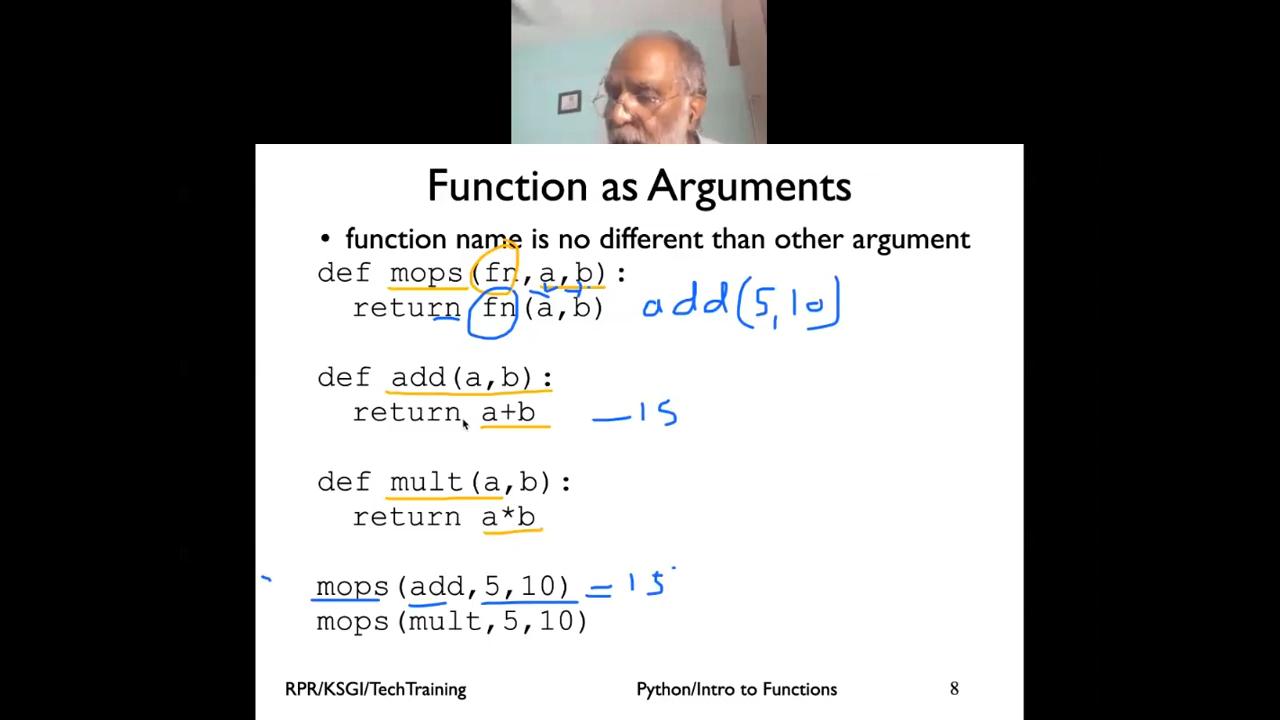 Function as Arguments
• function name is no different than other argument
def mops(fn,a,b):
return fn(a,b) add(5,10)
def add(a,b):
return a+b —15
def mult(a,b):
return a*b
mops(add,5,10) = 15
mops(mult,5,10)
RPR/KSGI/TechTraining Python/Intro to Functions 8